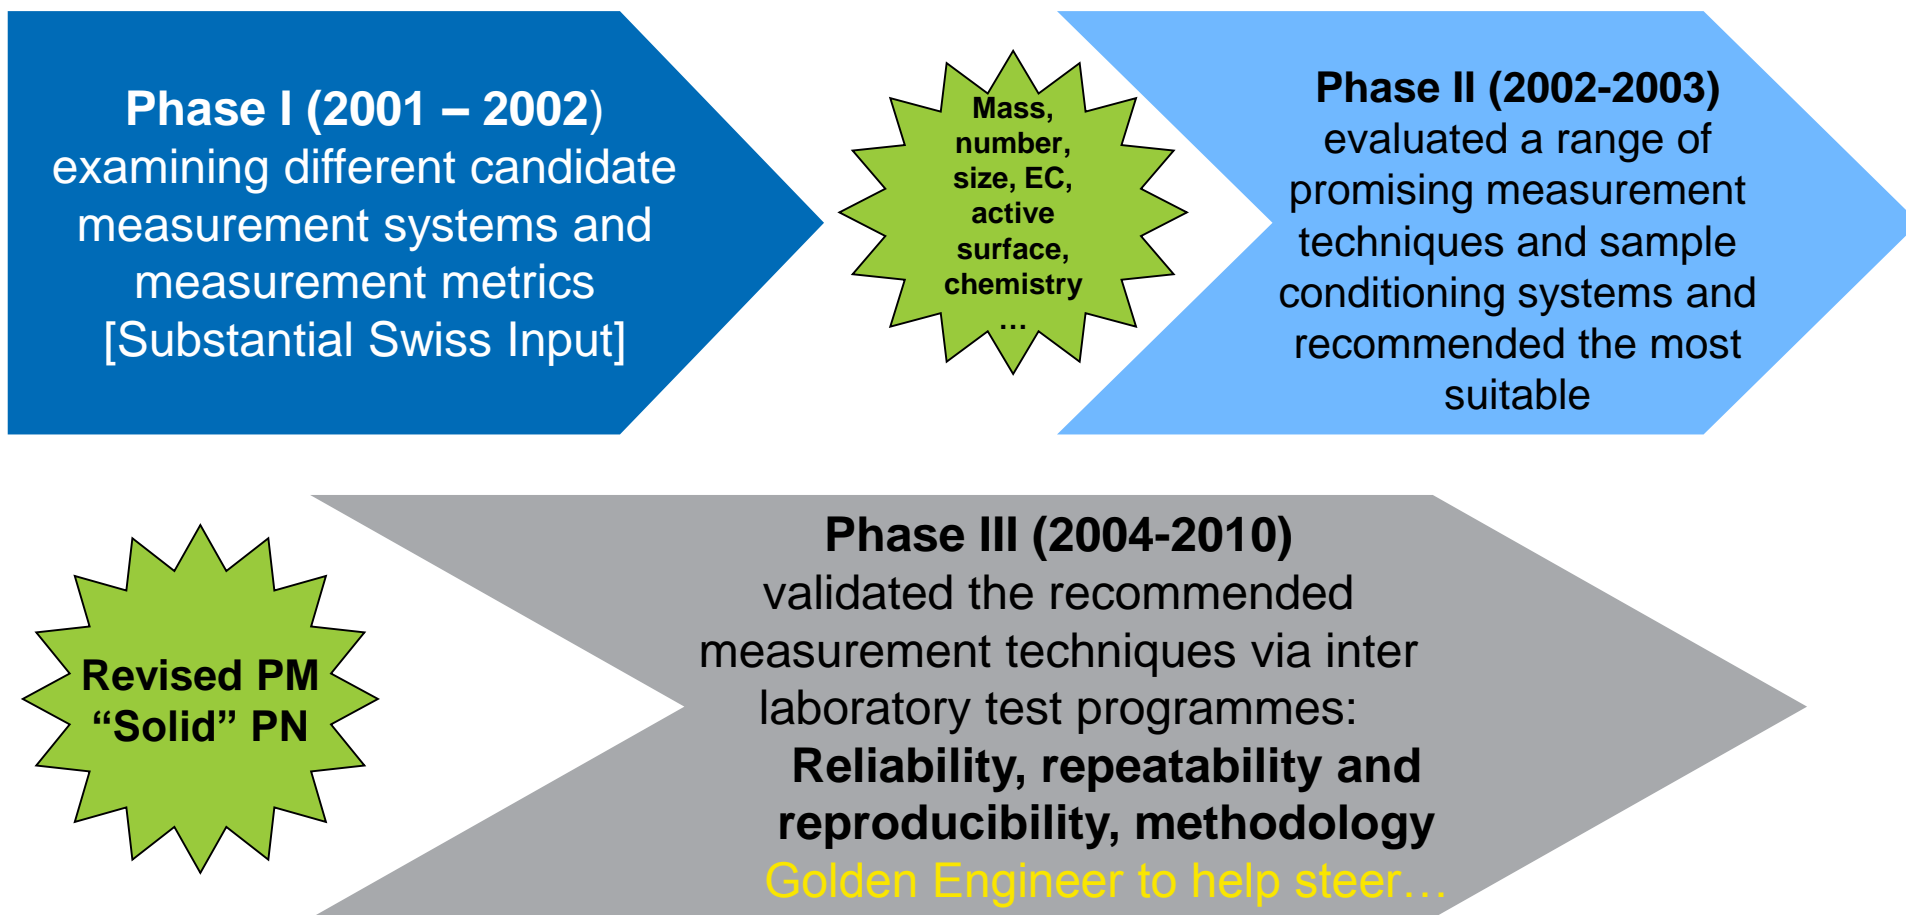 Phase I (2001 – 2002)
examining different candidate
measurement systems and
measurement metrics
[Substantial Swiss Input]
Mass,
number,
size, EC,
active
surface,
chemistry
…
Phase II (2002-2003)
evaluated a range of
promising measurement
techniques and sample
conditioning systems and
recommended the most
suitable
Revised PM
“Solid” PN
Phase III (2004-2010)
validated the recommended
measurement techniques via inter
laboratory test programmes:
Reliability, repeatability and
reproducibility, methodology
Golden Engineer to help steer…